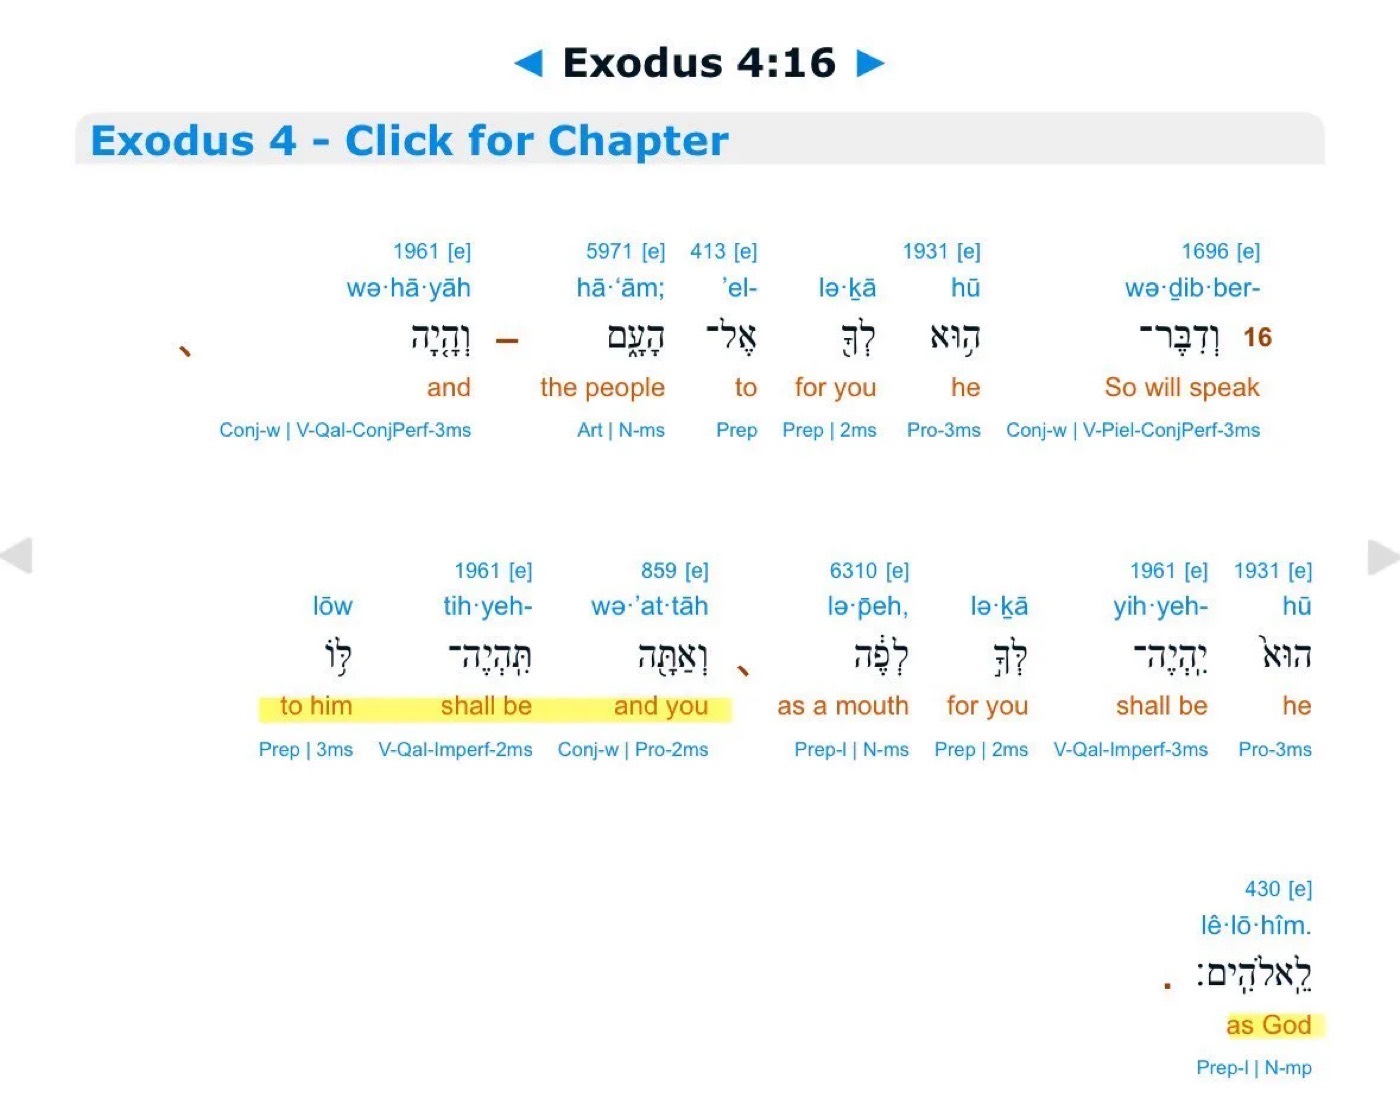 ◄ Exodus 4:16 ►
Exodus 4 - Click for Chapter
1961 [e] 5971 [e] 413 [e] 1931 [e] 1696 [e]
wə·hā·yāh hā·‘ām; ’el- lə·ḵā hū wə·ḏib·ber-
16 וְדִבֶּר־ ה֥וּא לְךָ֖ אֶל־ הָעָ֑ם – וְהָ֤יָה 、
and the people to for you he So will speak
Conj-w | V-Qal-ConjPerf-3ms Art | N-ms Prep Prep | 2ms Pro-3ms Conj-w | V-Piel-ConjPerf-3ms
1961 [e] 859 [e] 6310 [e] 1961 [e] 1931 [e]
lōw tih·yeh- wə·’at·tāh lə·p̄eh, lə·ḵā yih·yeh- hū
הוּא֙ יִֽהְיֶה־ לְּךָ֣ לְפֶ֔ה 、 וְאַתָּ֖ה תִּֽהְיֶה־ לּ֥וֹ
to him shall be and you as a mouth for you shall be he
Prep | 3ms V-Qal-Imperf-2ms Conj-w | Pro-2ms Prep-l | N-ms Prep | 2ms V-Qal-Imperf-3ms Pro-3ms
430 [e]
lê·lō·hîm.
לֵֽאלֹהִֽים׃ .
as God
Prep-l | N-mp